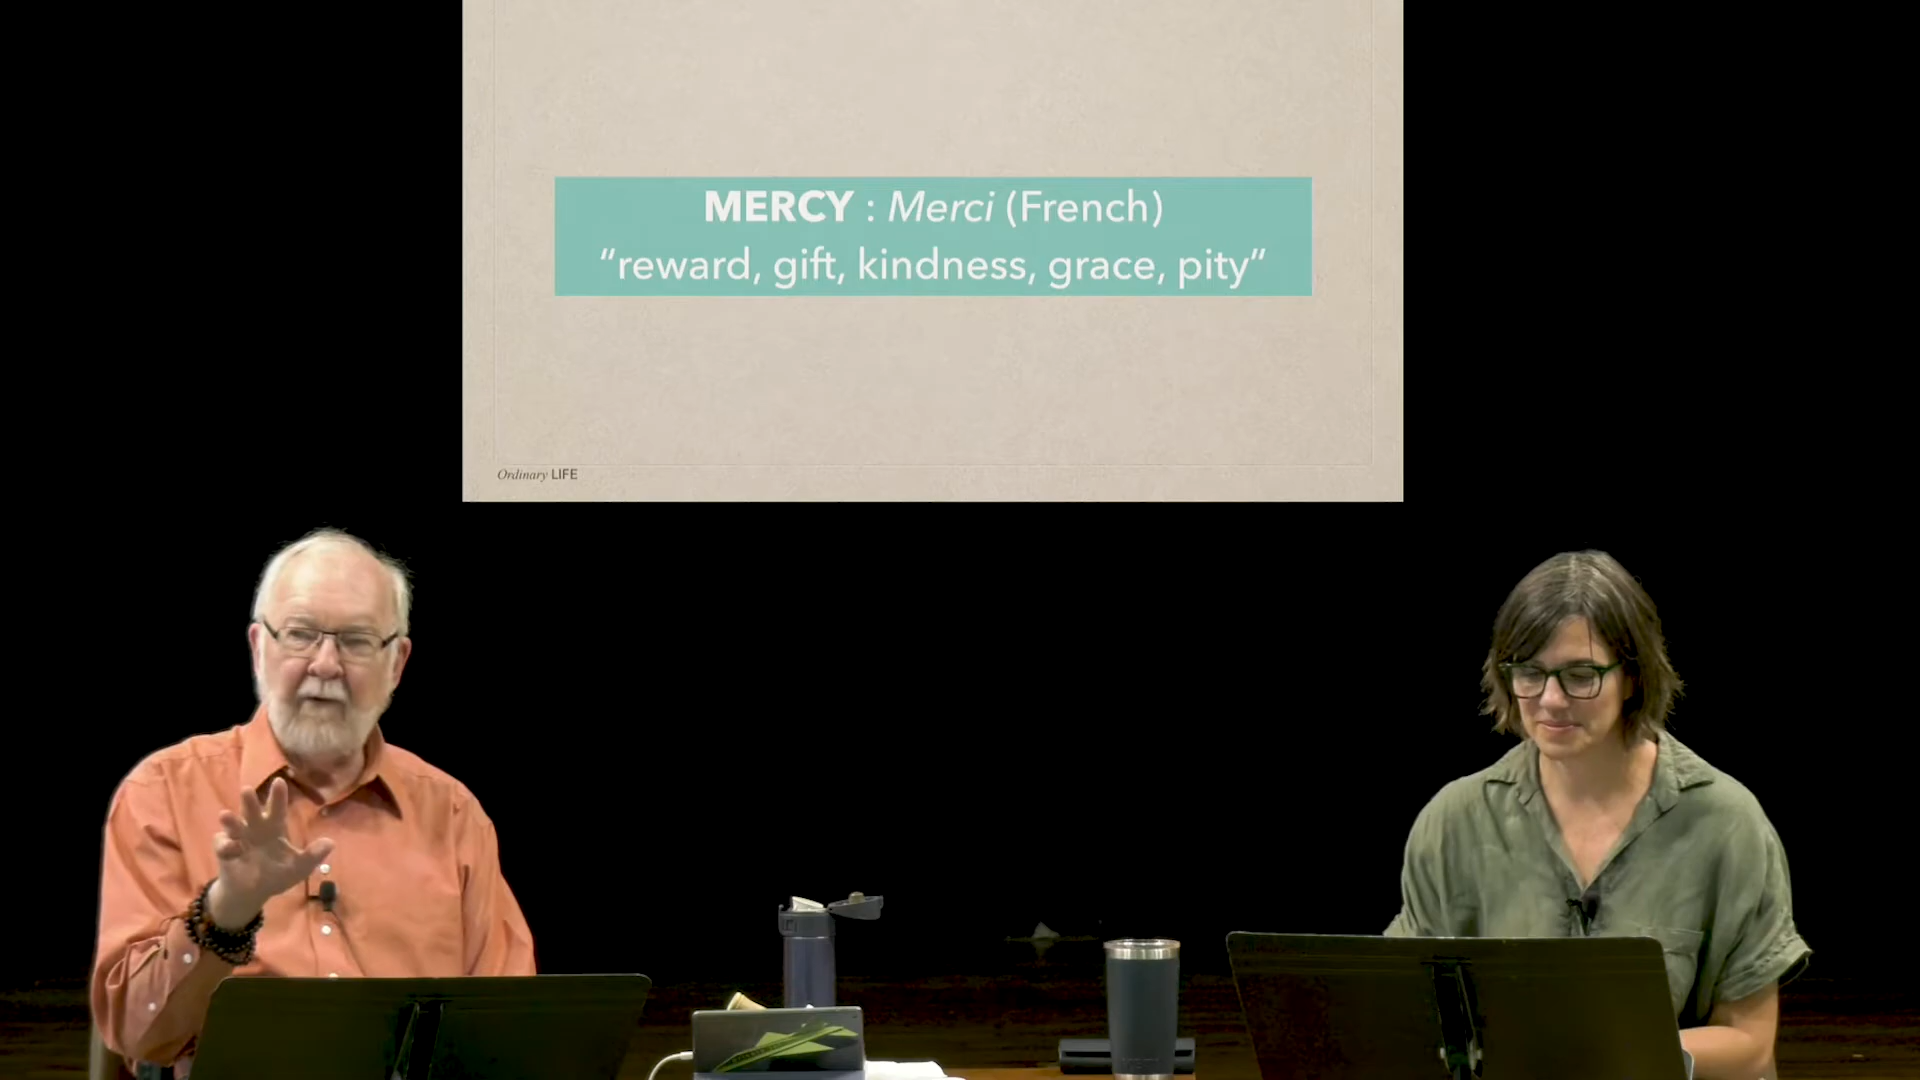 MERCY : Merci (French)
“reward, gift, kindness, grace, pity”
Ordinary LIFE